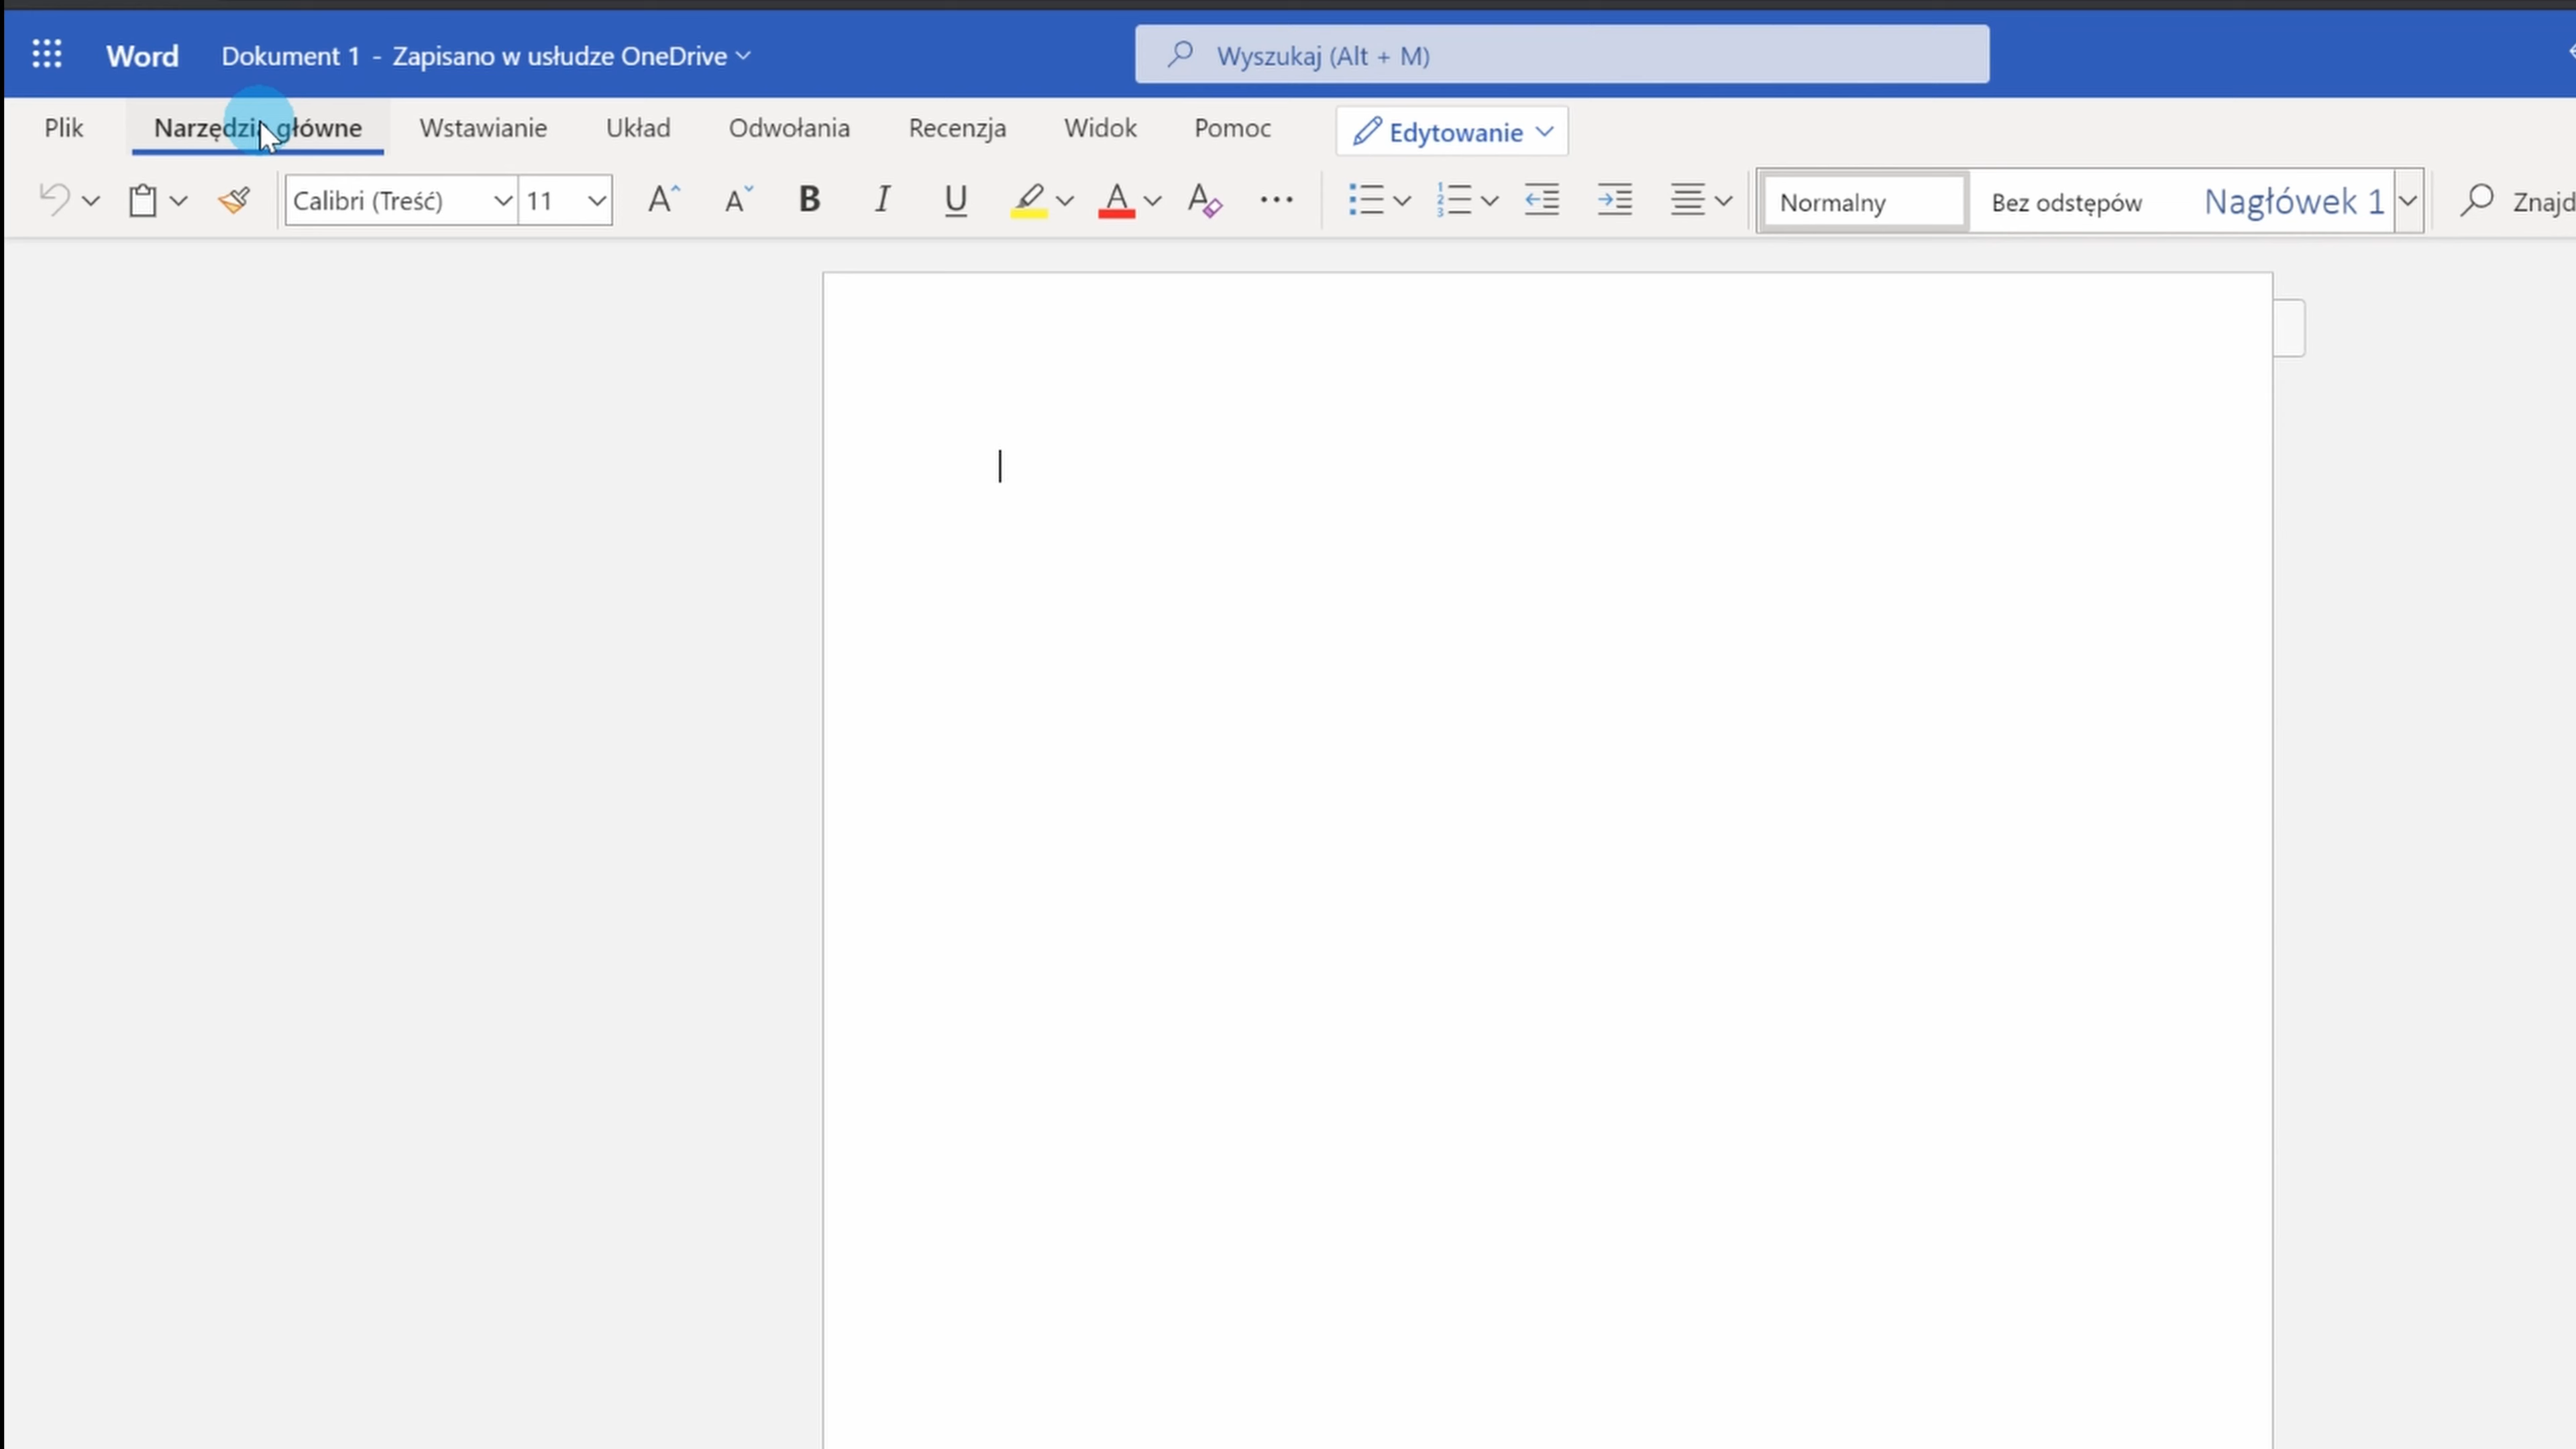 Word Dokument 1 - Zapisano w usłudze OneDrive Wyszukaj (Alt + M)
Plik Narzędzia główne Wstawianie Układ Odwołania Recenzja Widok Pomoc Edytowanie
Calibri (Treść) 11 B I U Normalny Bez odstępów Nagłówek 1 Znajd